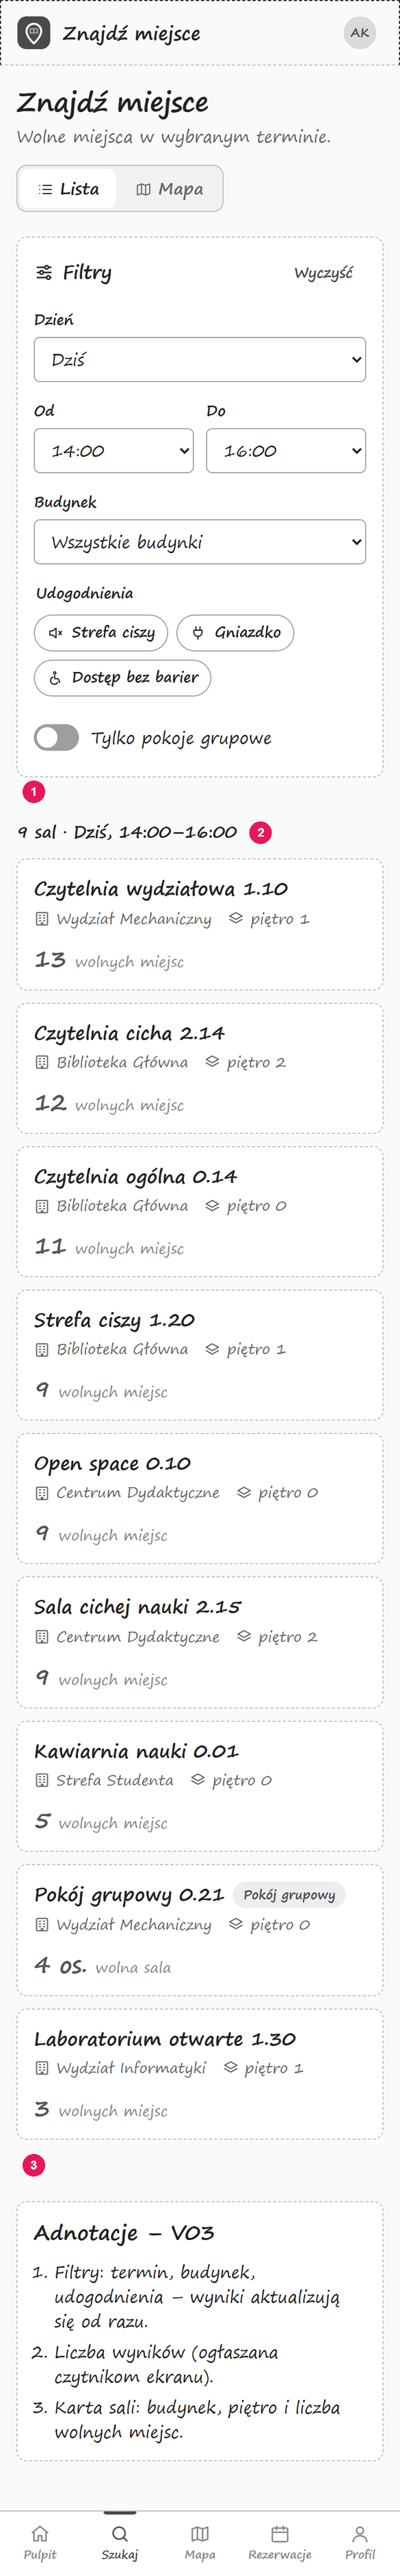 Znajdź miejsce
AK
Znajdź miejsce
Wolne miejsca w wybranym terminie.
Lista
Mapa
Filtry
Wyczyść
Dzień
Dziś
Od
Do
14:00
16:00
Budynek
Wszystkie budynki
Udogodnienia
Strefa ciszy
Gniazdko
Dostęp bez barier
Tylko pokoje grupowe
1
9 sal · Dziś, 14:00–16:00
2
Czytelnia wydziałowa 1.10
Wydział Mechaniczny
piętro 1
13 wolnych miejsc
Czytelnia cicha 2.14
Biblioteka Główna
piętro 2
12 wolnych miejsc
Czytelnia ogólna 0.14
Biblioteka Główna
piętro 0
11 wolnych miejsc
Strefa ciszy 1.20
Biblioteka Główna
piętro 1
9 wolnych miejsc
Open space 0.10
Centrum Dydaktyczne
piętro 0
9 wolnych miejsc
Sala cichej nauki 2.15
Centrum Dydaktyczne
piętro 2
9 wolnych miejsc
Kawiarnia nauki 0.01
Strefa Studenta
piętro 0
5 wolnych miejsc
Pokój grupowy 0.21
Pokój grupowy
Wydział Mechaniczny
piętro 0
4 os. wolna sala
Laboratorium otwarte 1.30
Wydział Informatyki
piętro 1
3 wolnych miejsc
3
Adnotacje – V03
1. Filtry: termin, budynek,
udogodnienia – wyniki aktualizują
się od razu.
2. Liczba wyników (ogłaszana
czytnikom ekranu).
3. Karta sali: budynek, piętro i liczba
wolnych miejsc.
Pulpit
Szukaj
Mapa
Rezerwacje
Profil